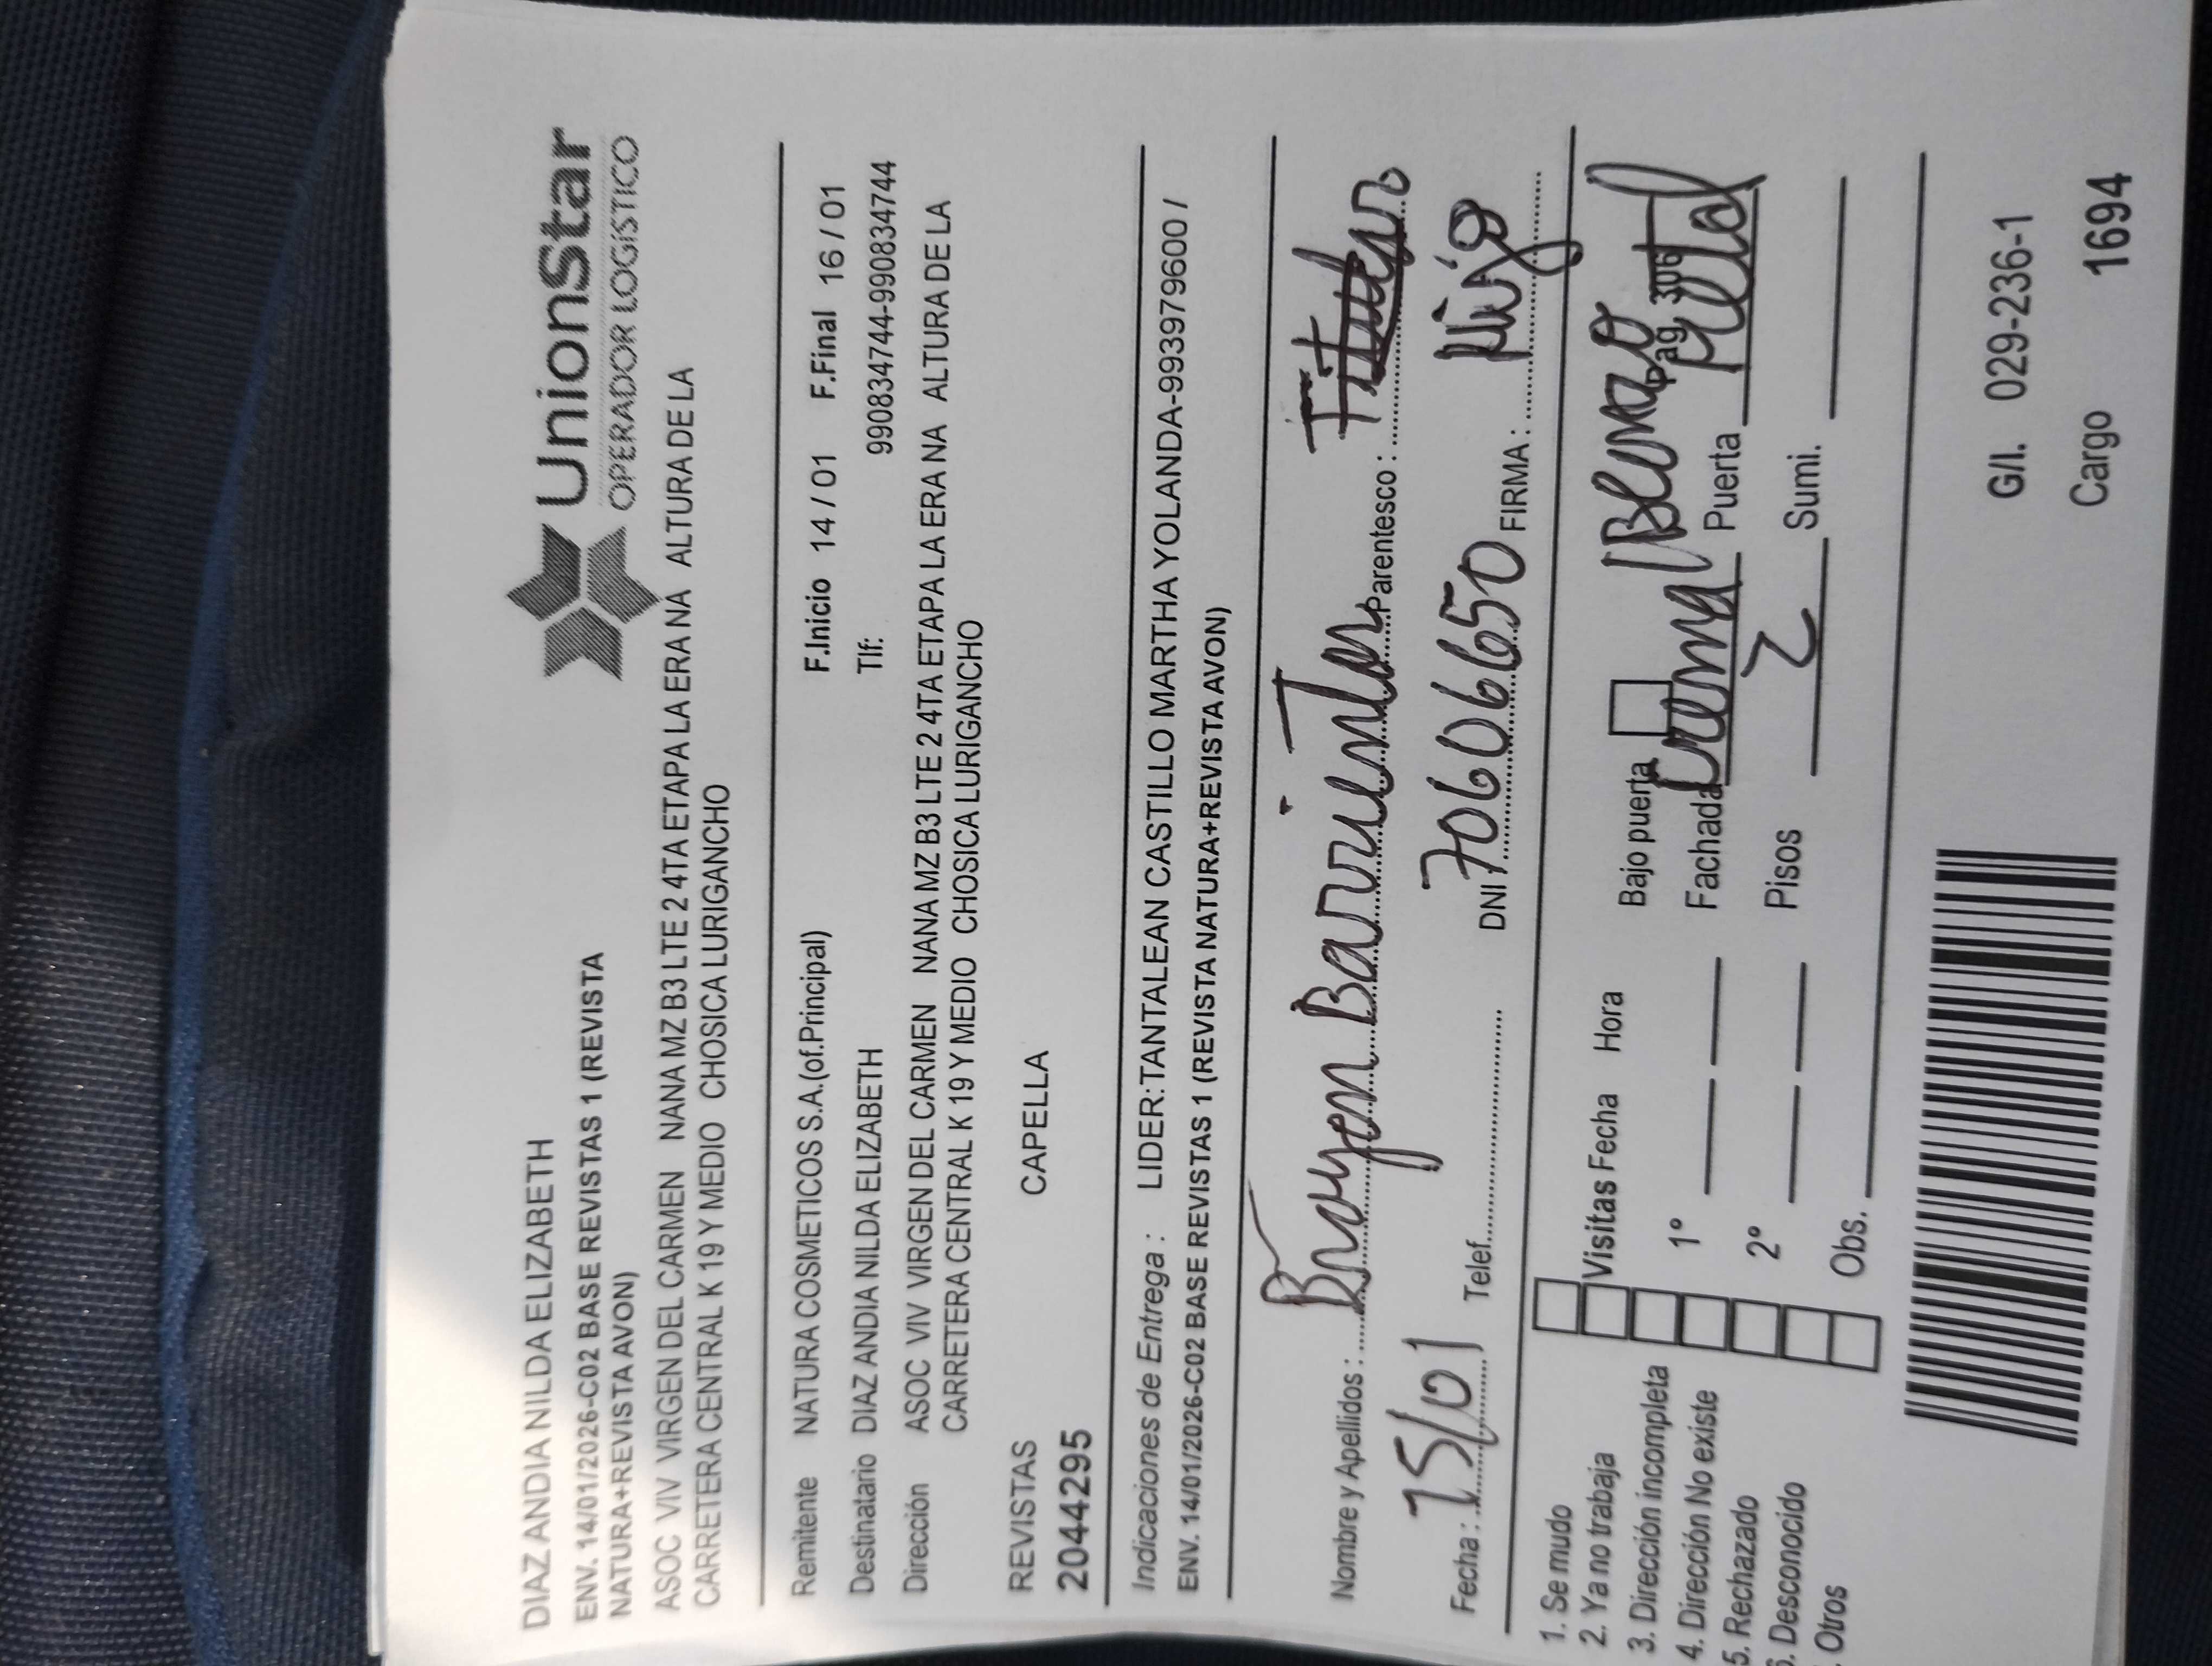 DIAZ ANDIA NILDA ELIZABETH
UnionStar
OPERADOR LOGÍSTICO
ENV. 14/01/2026-C02 BASE REVISTAS 1 (REVISTA
NATURA+REVISTA AVON)
ASOC VIV VIRGEN DEL CARMEN NANA MZ B3 LTE 2 4TA ETAPA LA ERA NA ALTURA DE LA
CARRETERA CENTRAL K 19 Y MEDIO CHOSICA LURIGANCHO
Remitente NATURA COSMETICOS S.A.(of.Principal) F.Inicio 14 / 01 F.Final 16 / 01
Destinatario DIAZ ANDIA NILDA ELIZABETH Tlf: 990834744-990834744
Dirección ASOC VIV VIRGEN DEL CARMEN NANA MZ B3 LTE 2 4TA ETAPA LA ERA NA ALTURA DE LA
CARRETERA CENTRAL K 19 Y MEDIO CHOSICA LURIGANCHO
REVISTAS CAPELLA
2044295
Indicaciones de Entrega : LIDER:TANTALEAN CASTILLO MARTHA YOLANDA-993979600 /
ENV. 14/01/2026-C02 BASE REVISTAS 1 (REVISTA NATURA+REVISTA AVON)
Nombre y Apellidos : Brayan Barrientos Parentesco :
Fecha : 15/01 Telef. DNI 70606650 FIRMA : Hijo
1. Se mudo
2. Ya no trabaja
3. Dirección incompleta
4. Dirección No existe
5. Rechazado
6. Desconocido
. Otros
Visitas Fecha Hora Bajo puerta Blanco
Pag 306
1º Fachada Crema Puerta Metal
2º Pisos 2 Sumi.
Obs.
G/I. 029-236-1
Cargo 1694